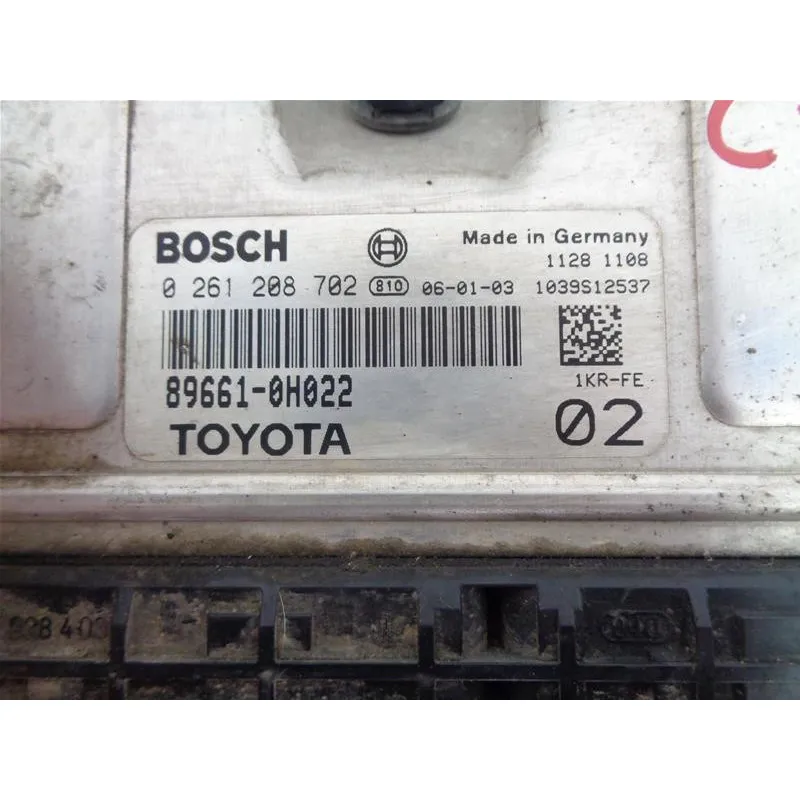 BOSCH Made in Germany
1128 1108
0 261 208 702 810 06-01-03 1039S12537
89661-0H022 1KR-FE
TOYOTA 02